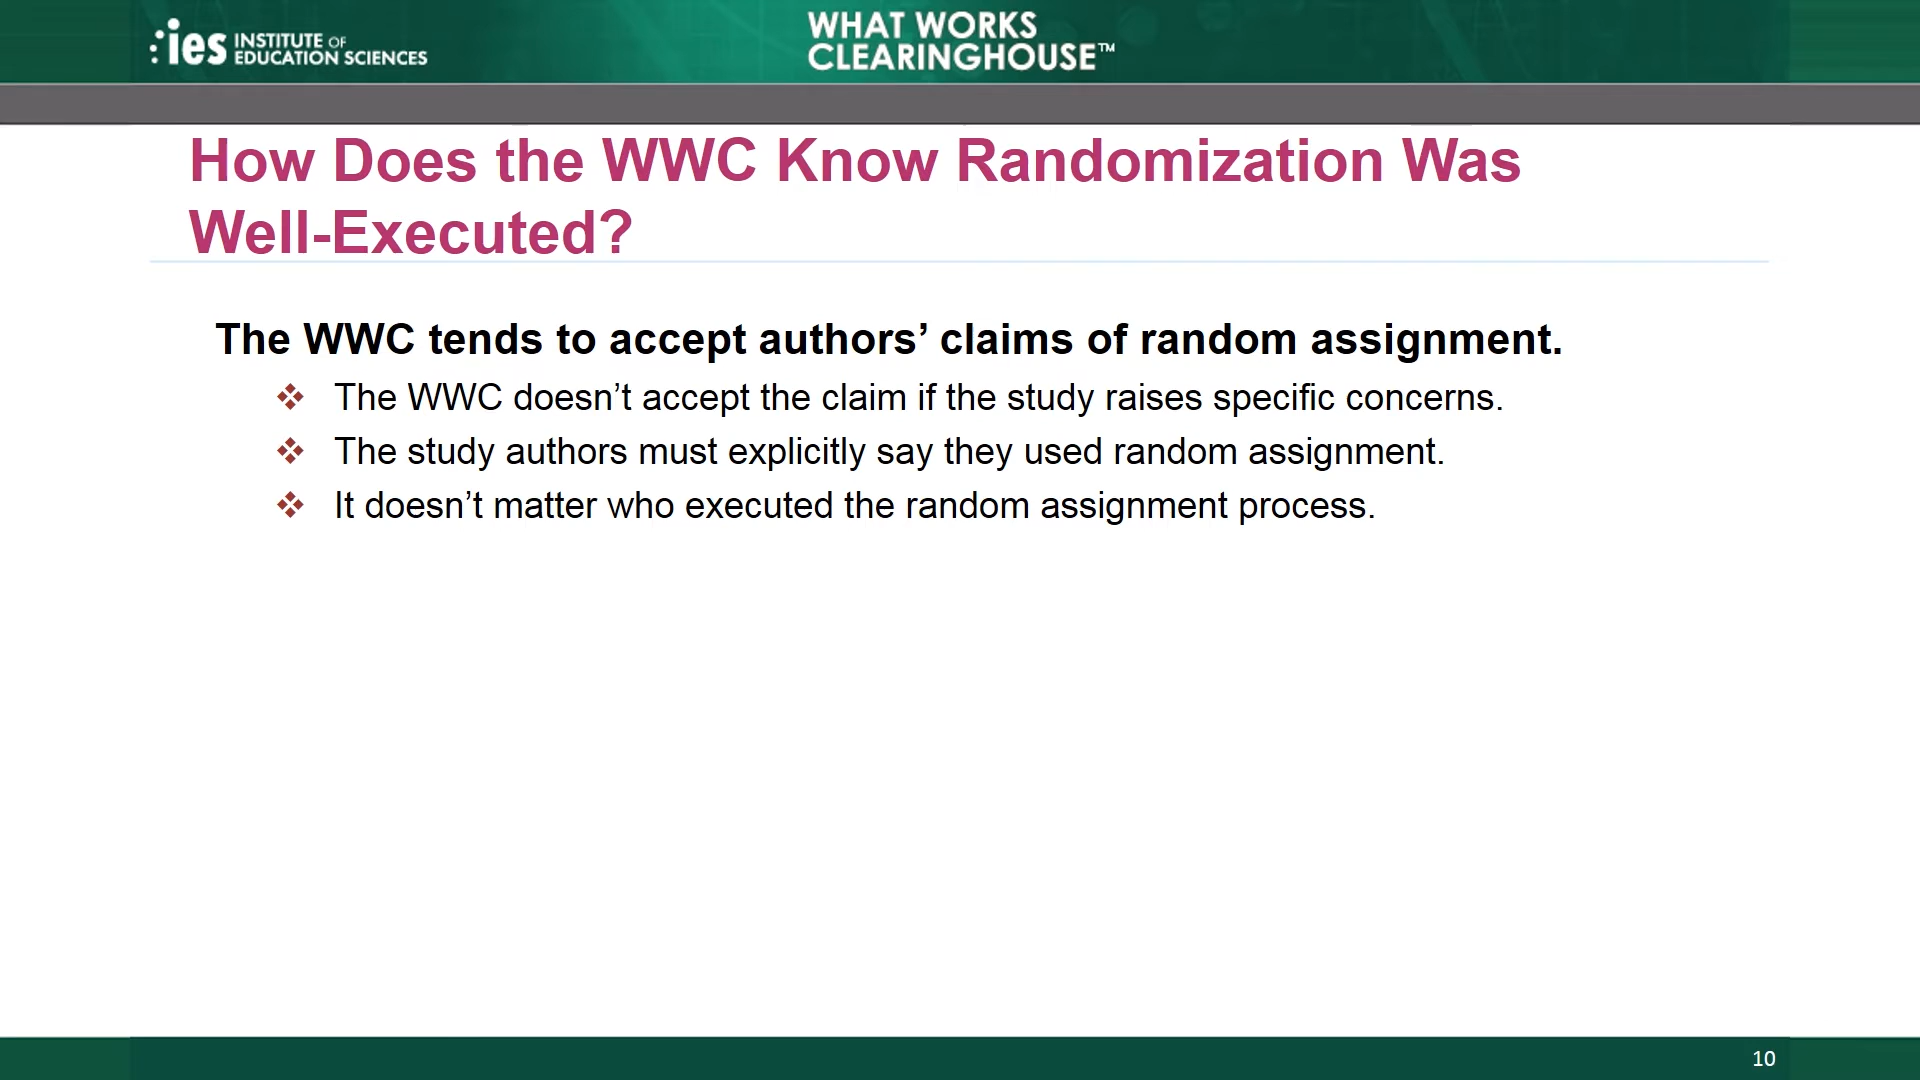 ies INSTITUTE OF
EDUCATION SCIENCES
WHAT WORKS
CLEARINGHOUSE™
How Does the WWC Know Randomization Was
Well-Executed?
The WWC tends to accept authors’ claims of random assignment.
❖ The WWC doesn’t accept the claim if the study raises specific concerns.
❖ The study authors must explicitly say they used random assignment.
❖ It doesn’t matter who executed the random assignment process.
10